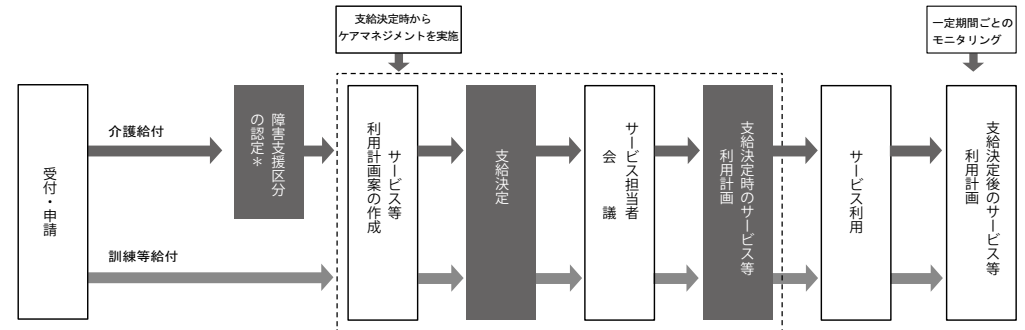 支給決定時から
ケアマネジメントを実施
一定期間ごとの
モニタリング
受付・申請
介護給付
訓練等給付
障害支援区分
の認定＊
サービス等
利用計画案の作成
支給決定
サービス担当者
会議
支給決定時のサービス等
利用計画
サービス利用
支給決定後のサービス等
利用計画